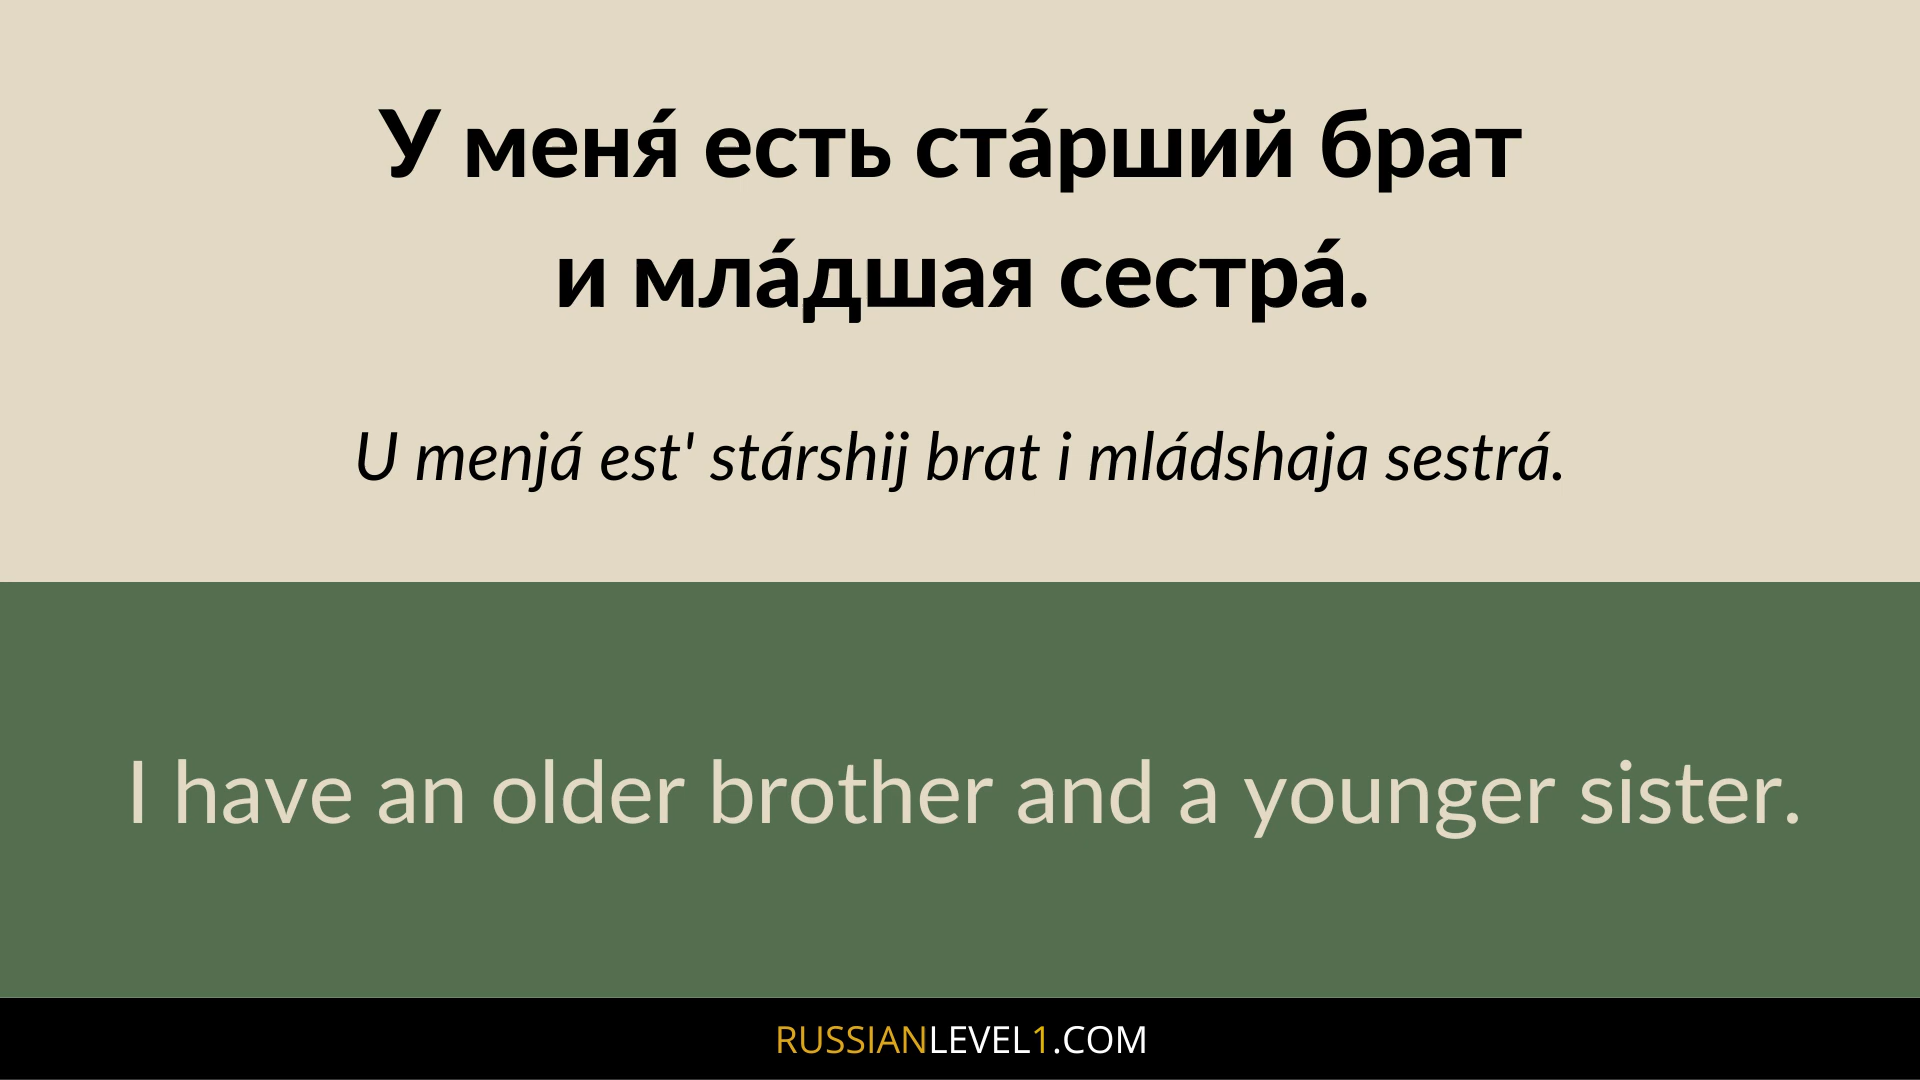 У меня́ есть ста́рший брат
и мла́дшая сестра́.
U menjá est' stárshij brat i mládshaja sestrá.
I have an older brother and a younger sister.
RUSSIANLEVEL1.COM